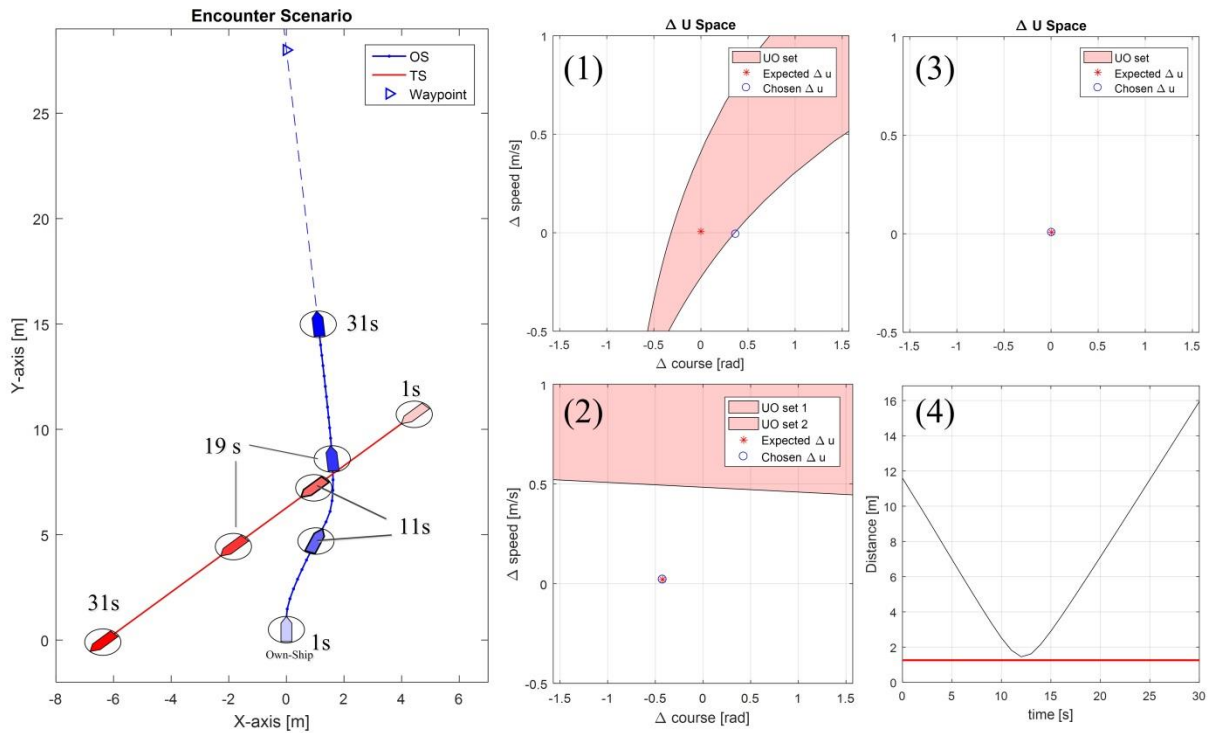 Encounter Scenario
OS
TS
Waypoint
25
20
15
10
5
0
-8
-6
-4
-2
0
2
4
6
Y-axis [m]
X-axis [m]
31s
1s
19 s
11s
31s
1s
Own-Ship
Δ U Space
(1)
UO set
Expected Δ u
Chosen Δ u
1
0.5
0
-0.5
-1.5
-1
-0.5
0
0.5
1
1.5
Δ speed [m/s]
Δ course [rad]
Δ U Space
(3)
UO set
Expected Δ u
Chosen Δ u
1
0.5
0
-0.5
-1.5
-1
-0.5
0
0.5
1
1.5
(2)
UO set 1
UO set 2
Expected Δ u
Chosen Δ u
1
0.5
0
-0.5
-1.5
-1
-0.5
0
0.5
1
1.5
Δ speed [m/s]
Δ course [rad]
(4)
16
14
12
10
8
6
4
2
0
0
5
10
15
20
25
30
Distance [m]
time [s]